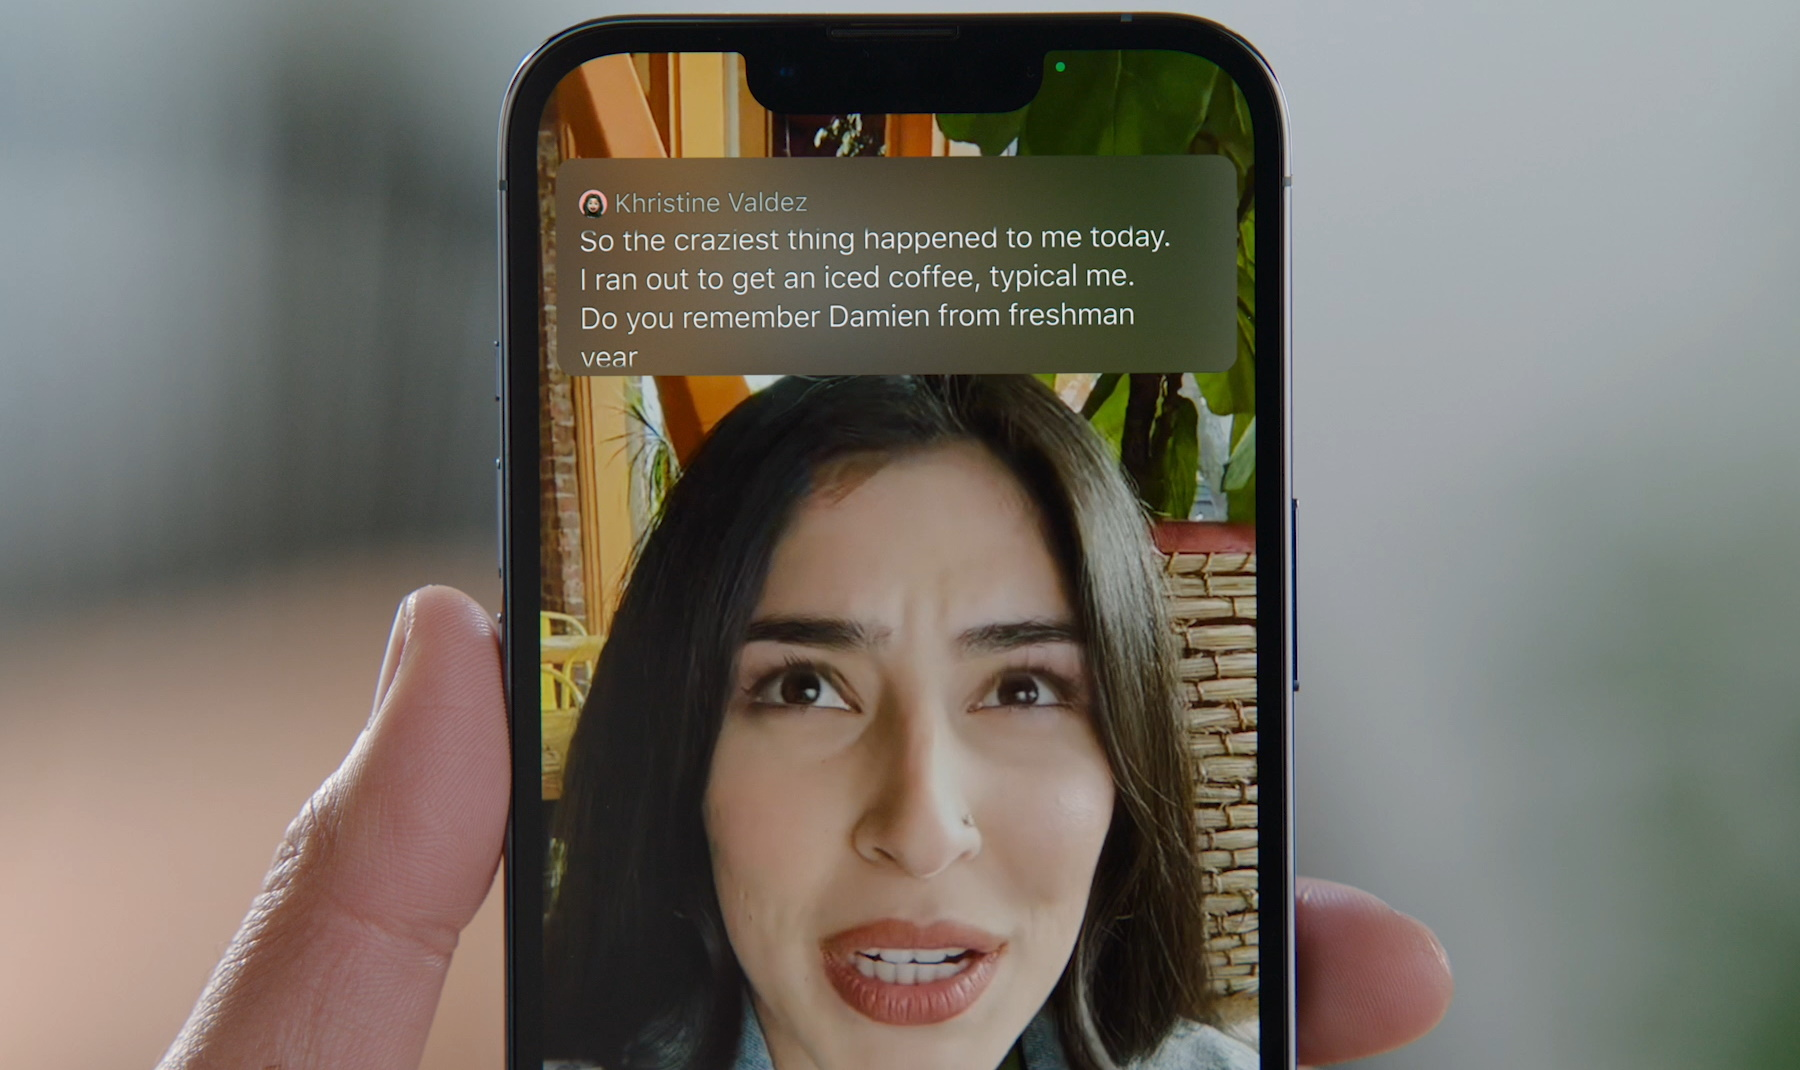 Khristine Valdez
So the craziest thing happened to me today.
I ran out to get an iced coffee, typical me.
Do you remember Damien from freshman
year